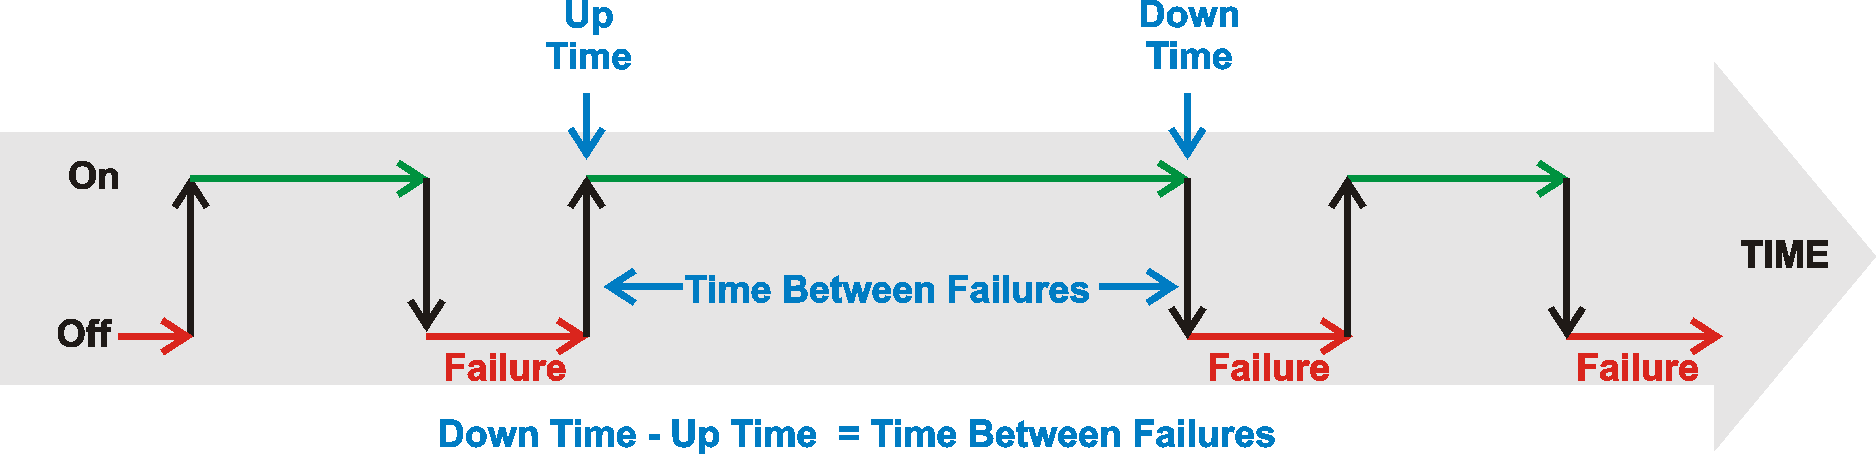 Up
Time
Down
Time
On
TIME
Time Between Failures
Off
Failure
Failure
Failure
Down Time - Up Time = Time Between Failures